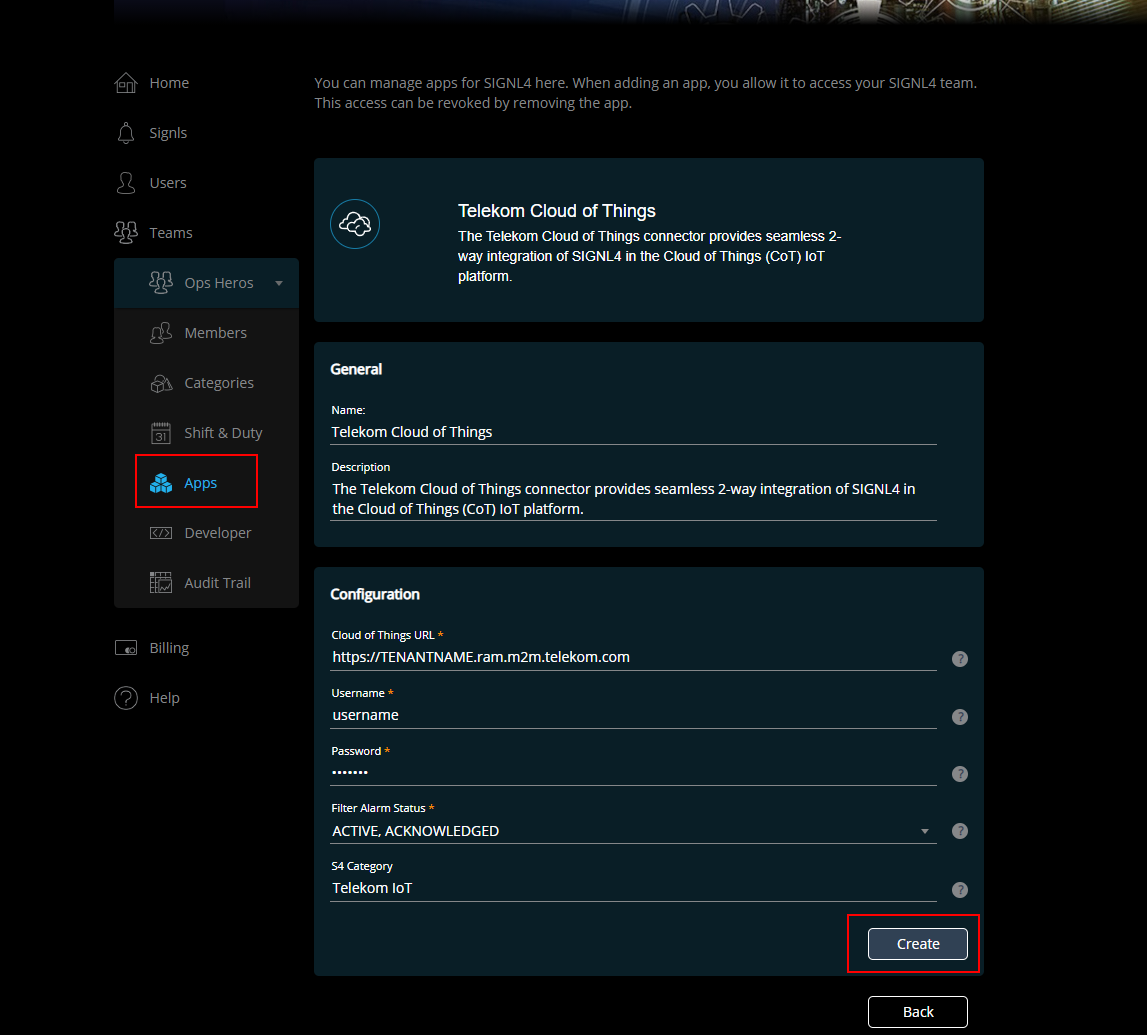 Home
Signls
Users
Teams
Ops Heros
Members
Categories
31
Shift & Duty
Apps
Developer
Audit Trail
Billing
Help
You can manage apps for SIGNL4 here. When adding an app, you allow it to access your SIGNL4 team.
This access can be revoked by removing the app.
Telekom Cloud of Things
The Telekom Cloud of Things connector provides seamless 2-
way integration of SIGNL4 in the Cloud of Things (CoT) IoT
platform.
General
Name:
Telekom Cloud of Things
Description
The Telekom Cloud of Things connector provides seamless 2-way integration of SIGNL4 in
the Cloud of Things (CoT) IoT platform.
Configuration
Cloud of Things URL *
https://TENANTNAME.ram.m2m.telekom.com
?
Username *
username
?
Password *
•••••••
?
Filter Alarm Status *
ACTIVE, ACKNOWLEDGED
?
S4 Category
Telekom IoT
?
Create
Back